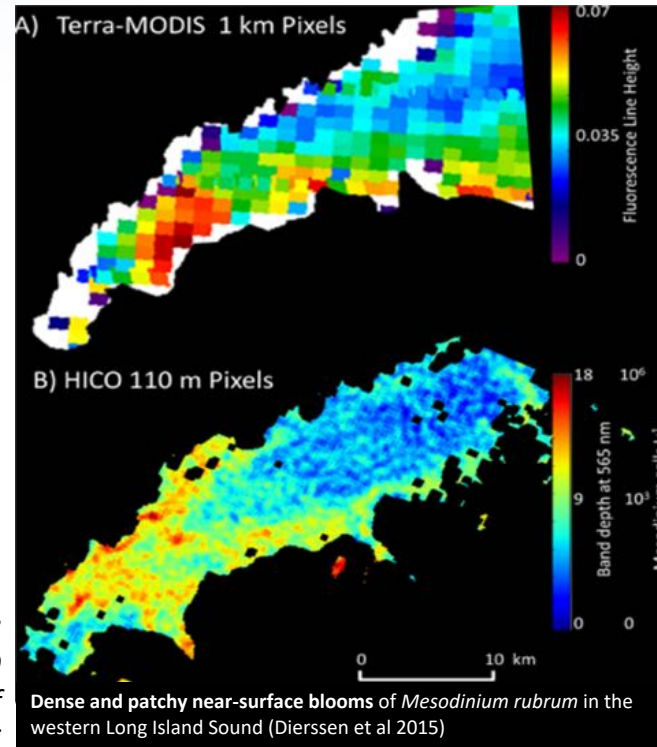 A) Terra-MODIS 1 km Pixels
0.07
0.035
0
Fluorescence Line Height
B) HICO 110 m Pixels
18
9
0
Band depth at 565 nm
10⁶
10³
0
0 10 km
Dense and patchy near-surface blooms of Mesodinium rubrum in the
western Long Island Sound (Dierssen et al 2015)